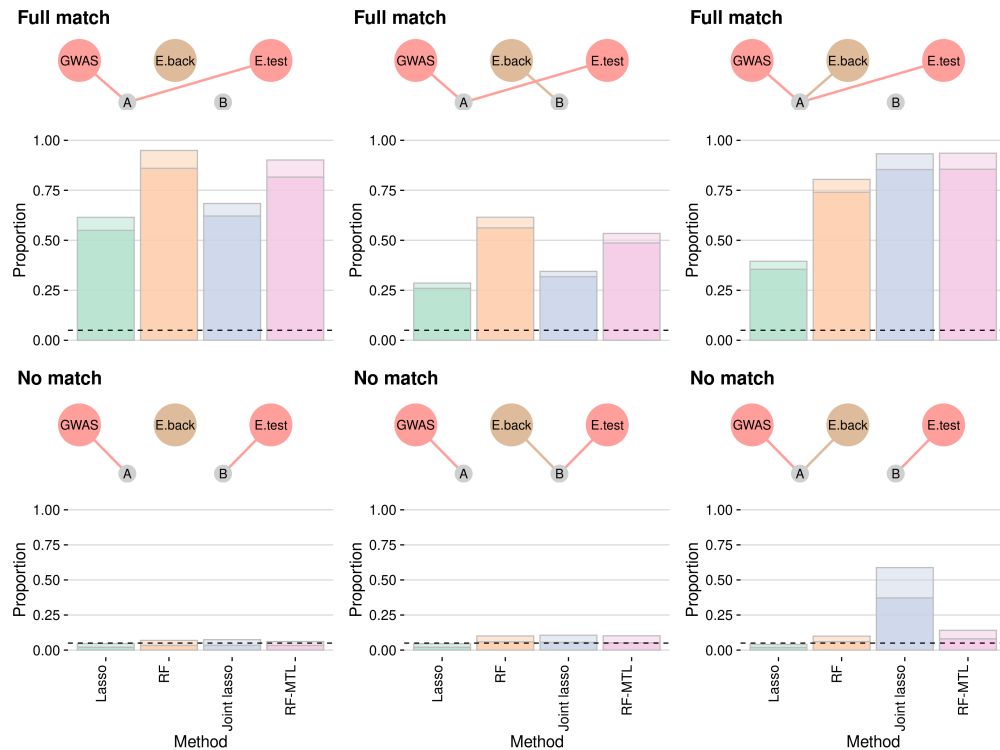 Full match
Full match
Full match
GWAS E.back E.test
GWAS E.back E.test
GWAS E.back E.test
A B
A B
A B
1.00
0.75
0.50
0.25
0.00
Proportion
1.00
0.75
0.50
0.25
0.00
Proportion
1.00
0.75
0.50
0.25
0.00
Proportion
No match
No match
No match
GWAS E.back E.test
GWAS E.back E.test
GWAS E.back E.test
A B
A B
A B
1.00
0.75
0.50
0.25
0.00
Proportion
Lasso
RF
Joint lasso
RF-MTL
Method
1.00
0.75
0.50
0.25
0.00
Proportion
Lasso
RF
Joint lasso
RF-MTL
Method
1.00
0.75
0.50
0.25
0.00
Proportion
Lasso
RF
Joint lasso
RF-MTL
Method